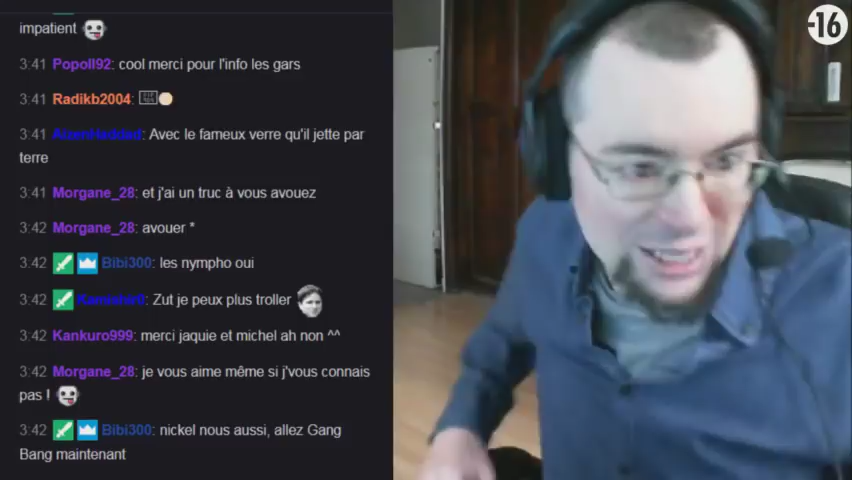 impatient
3:41 Popoll92: cool merci pour l'info les gars
3:41 Radikb2004:
3:41 AizenHaddad: Avec le fameux verre qu'il jette par
terre
3:41 Morgane_28: et j'ai un truc à vous avouez
3:42 Morgane_28: avouer *
3:42 Bibi300: les nympho oui
3:42 Zut je peux plus troller
3:42 Kankuro999: merci jaquie et michel ah non ^^
3:42 Morgane_28: je vous aime même si j'vous connais
pas !
3:42 Bibi300: nickel nous aussi, allez Gang
Bang maintenant
-16